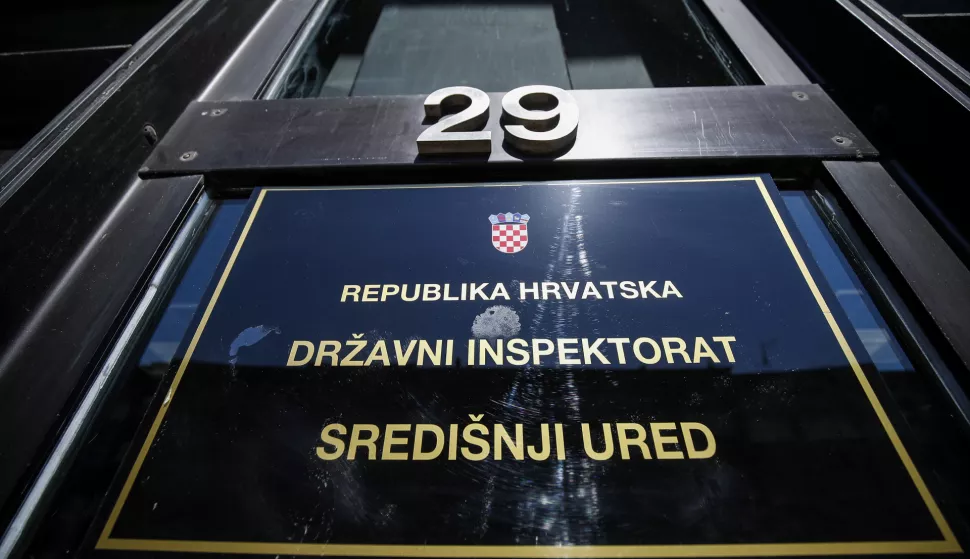 29
REPUBLIKA HRVATSKA
DRŽAVNI INSPEKTORAT
SREDIŠNJI URED